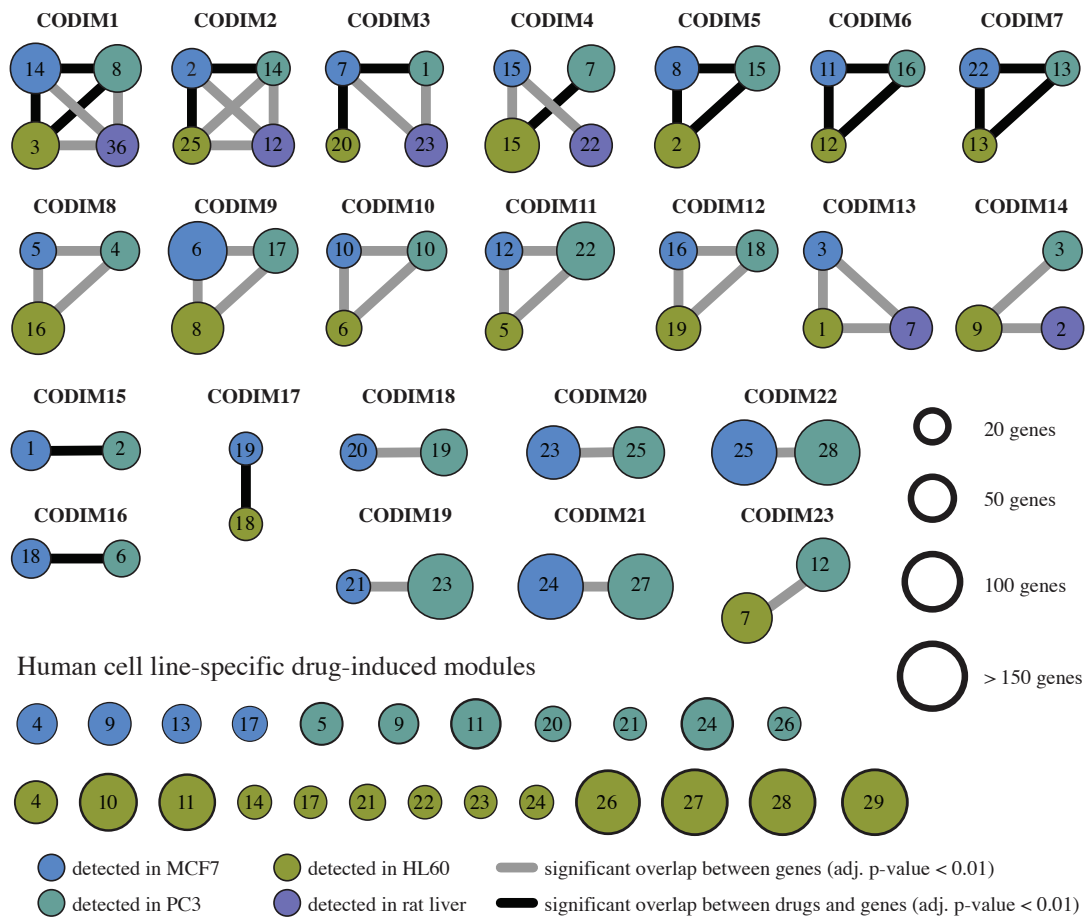 CODIM1 CODIM2 CODIM3 CODIM4 CODIM5 CODIM6 CODIM7
14 8 2 14 7 1 15 7 8 15 11 16 22 13
3 36 25 12 20 23 15 22 2 12 13
CODIM8 CODIM9 CODIM10 CODIM11 CODIM12 CODIM13 CODIM14
5 4 6 17 10 10 12 22 16 18 3 3
16 8 6 5 19 1 7 9 2
CODIM15 CODIM17 CODIM18 CODIM20 CODIM22
20 genes
1 2 19 20 19 23 25 25 28
50 genes
CODIM16 18 CODIM19 CODIM21 CODIM23
18 6 21 23 24 27 12
100 genes
7
Human cell line-specific drug-induced modules
> 150 genes
4 9 13 17 5 9 11 20 21 24 26
4 10 11 14 17 21 22 23 24 26 27 28 29
detected in MCF7 detected in HL60 significant overlap between genes (adj. p-value < 0.01)
detected in PC3 detected in rat liver significant overlap between drugs and genes (adj. p-value < 0.01)